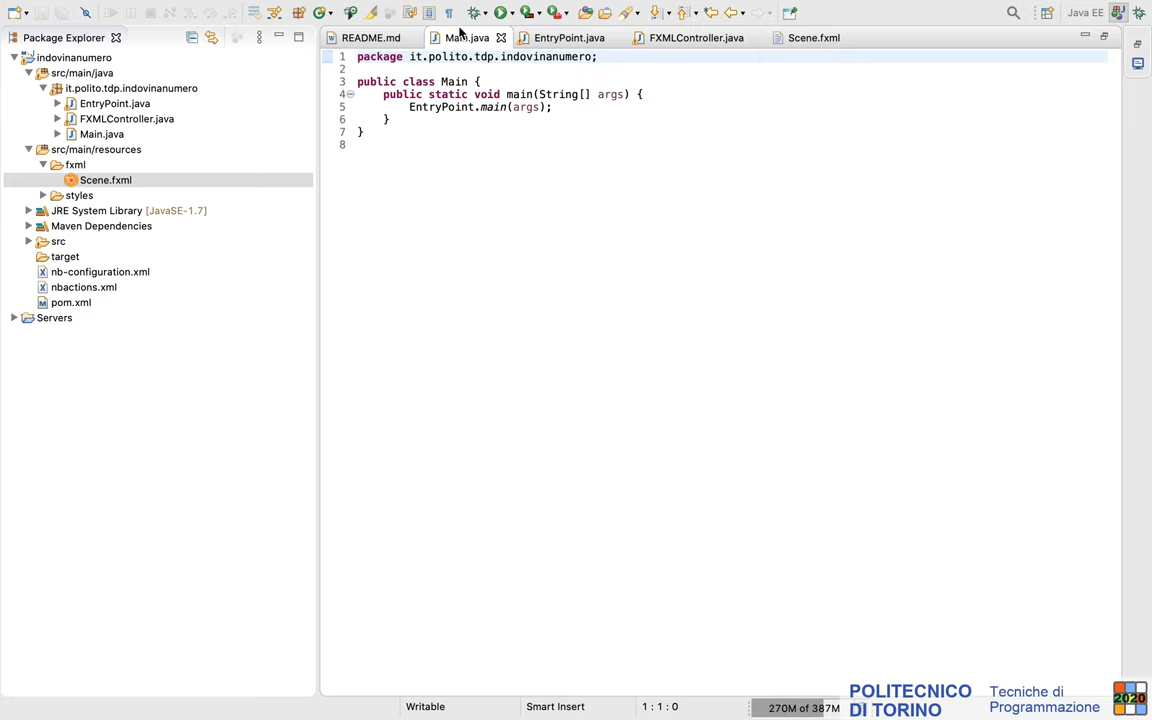 Java EE
Package Explorer
README.md
Main.java
EntryPoint.java
FXMLController.java
Scene.fxml
indovinanumero
src/main/java
it.polito.tdp.indovinanumero
EntryPoint.java
FXMLController.java
Main.java
src/main/resources
fxml
Scene.fxml
styles
JRE System Library [JavaSE-1.7]
Maven Dependencies
src
target
nb-configuration.xml
nbactions.xml
pom.xml
Servers
1 package it.polito.tdp.indovinanumero;
2
3 public class Main {
4 public static void main(String[] args) {
5 EntryPoint.main(args);
6 }
7 }
8
Writable
Smart Insert
1 : 1 : 0
270M of 387M
POLITECNICO
DI TORINO
Tecniche di
Programmazione
2020